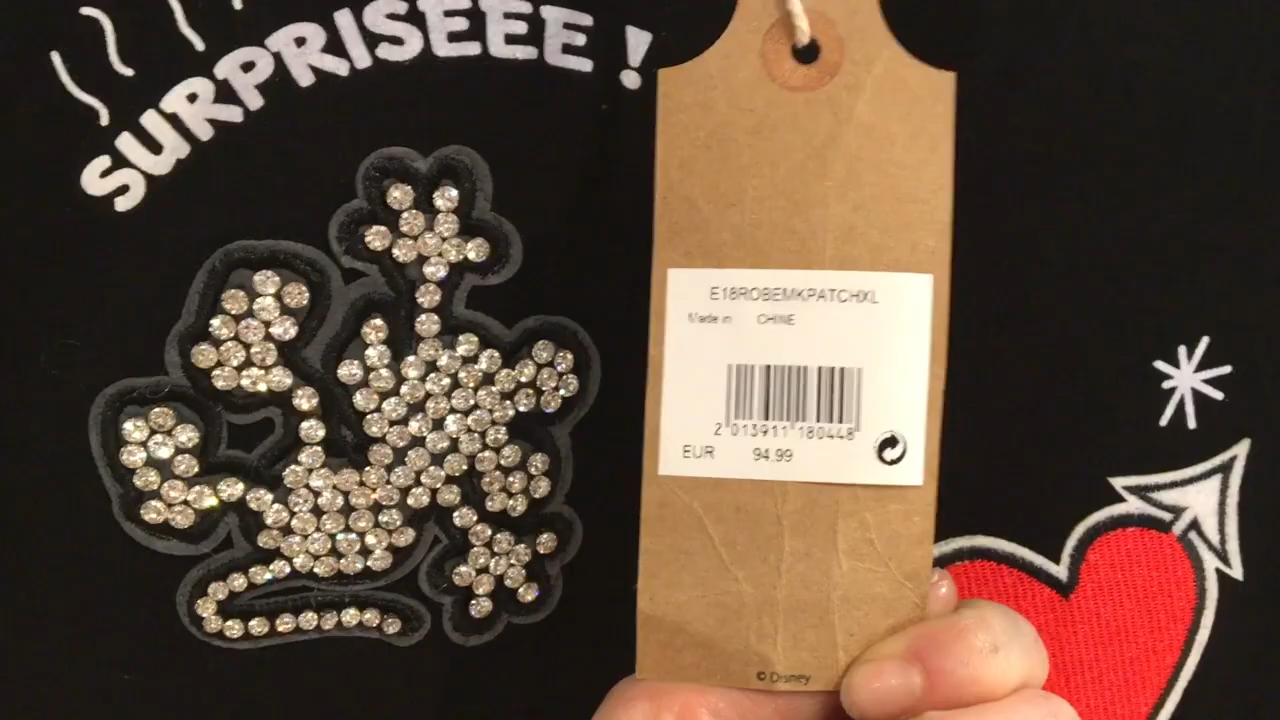 SURPRISEEE !
E18ROBEMKPATCHXL
Made in CHINE
2 013911 180448
EUR 94.99
© Disney